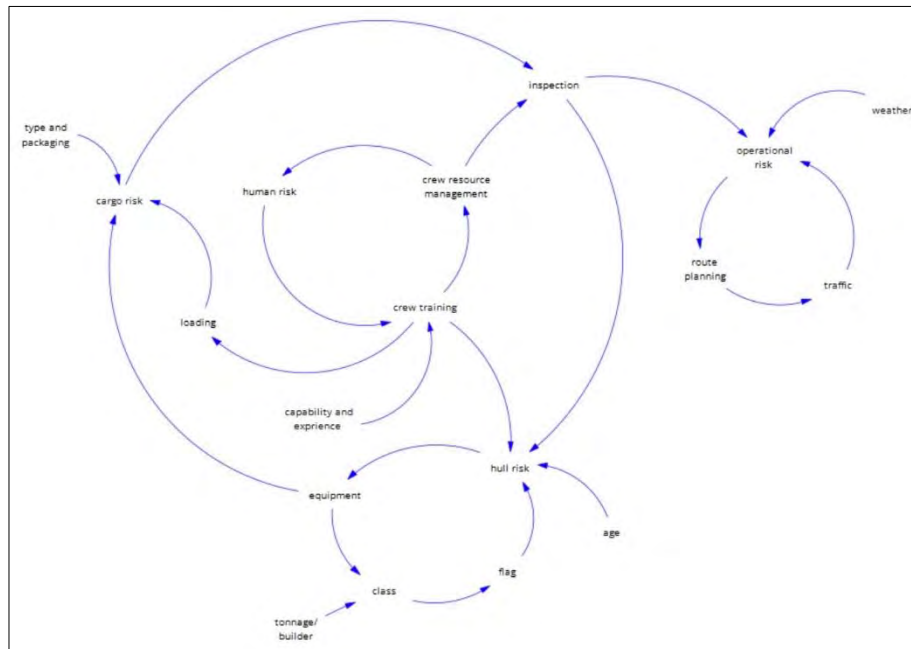 inspection
weather
type and
packaging
operational
risk
crew resource
management
human risk
cargo risk
route
planning
traffic
crew training
loading
capability and
exprience
hull risk
equipment
age
flag
class
tonnage/
builder